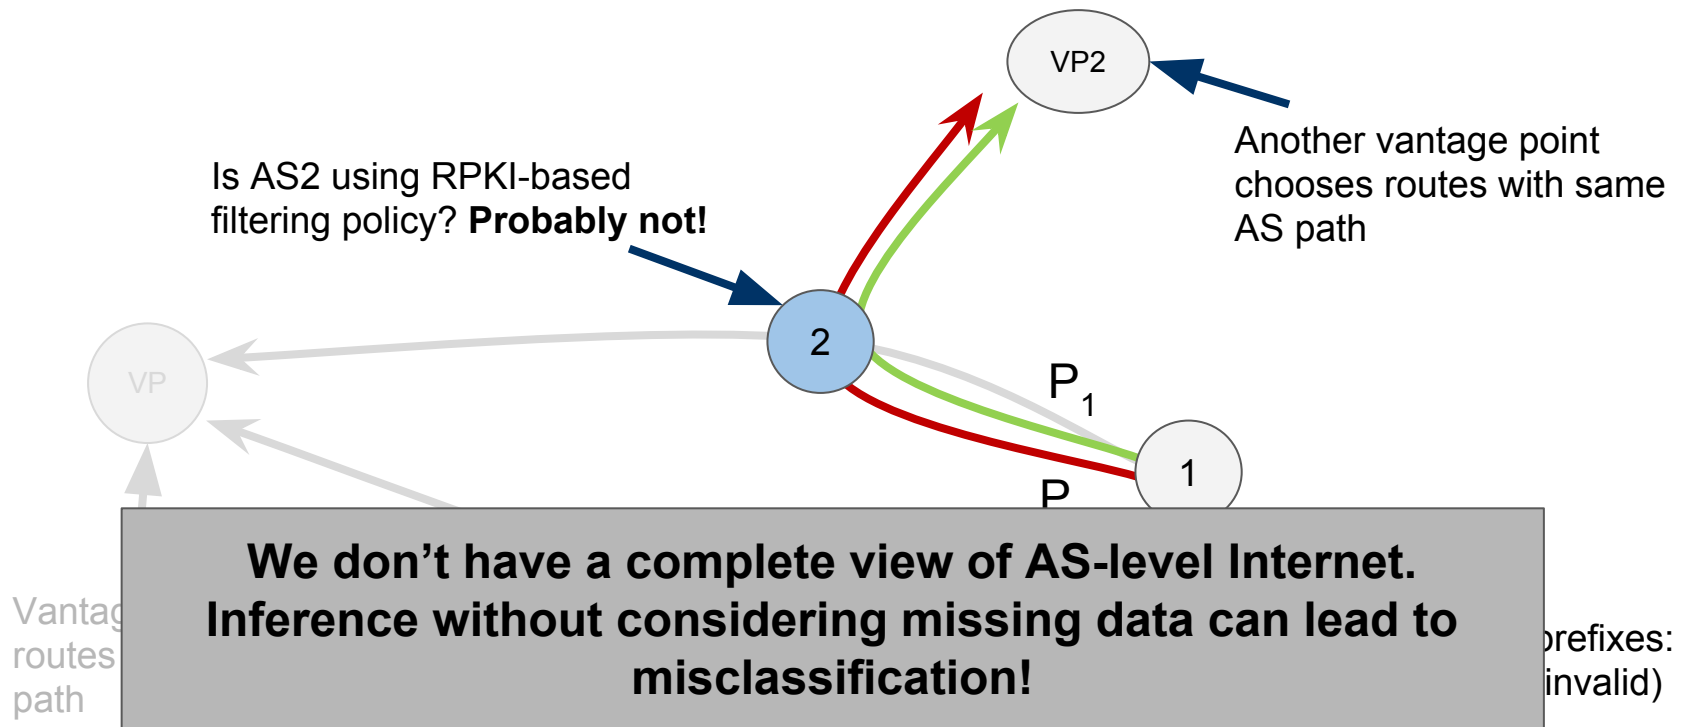 VP2
Another vantage point
chooses routes with same
AS path
Is AS2 using RPKI-based
filtering policy? Probably not!
2
VP
P1
1
P
We don’t have a complete view of AS-level Internet.
Inference without considering missing data can lead to
misclassification!
routes
path
prefixes:
invalid)